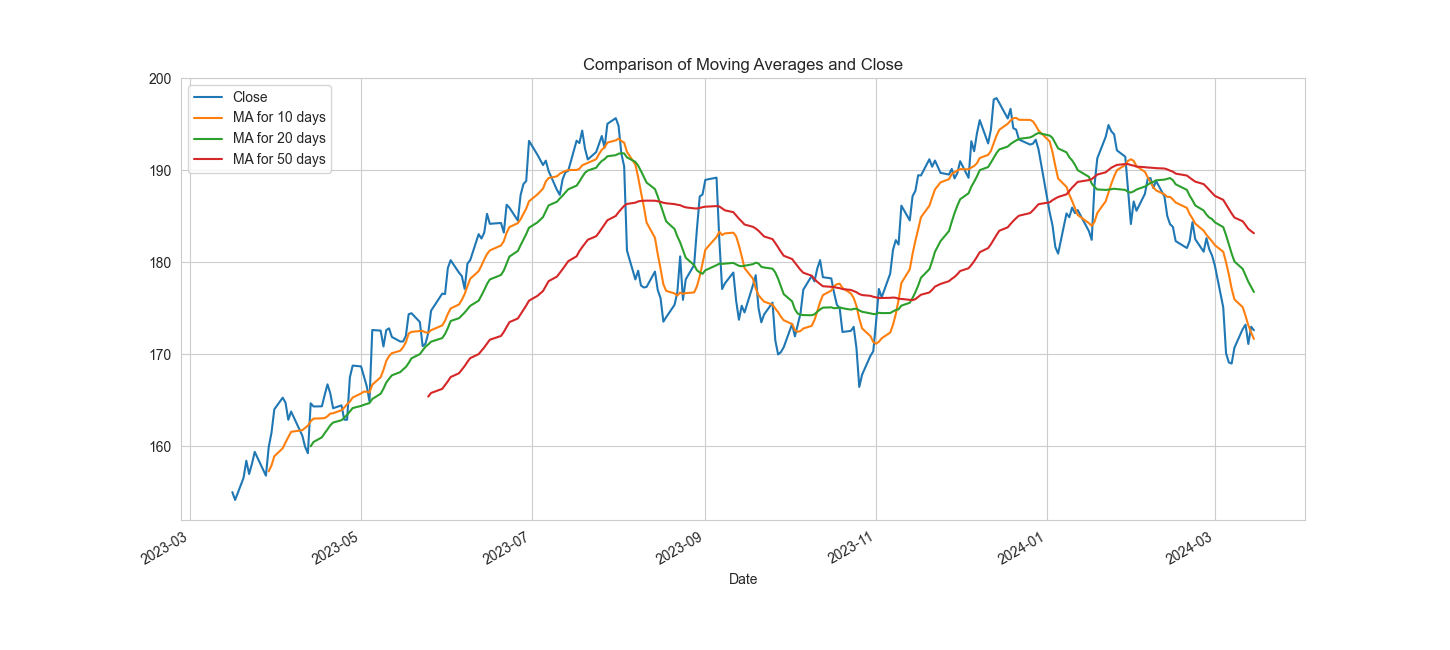 Comparison of Moving Averages and Close
200
190
180
170
160
Close
MA for 10 days
MA for 20 days
MA for 50 days
2023-03
2023-05
2023-07
2023-09
2023-11
2024-01
2024-03
Date